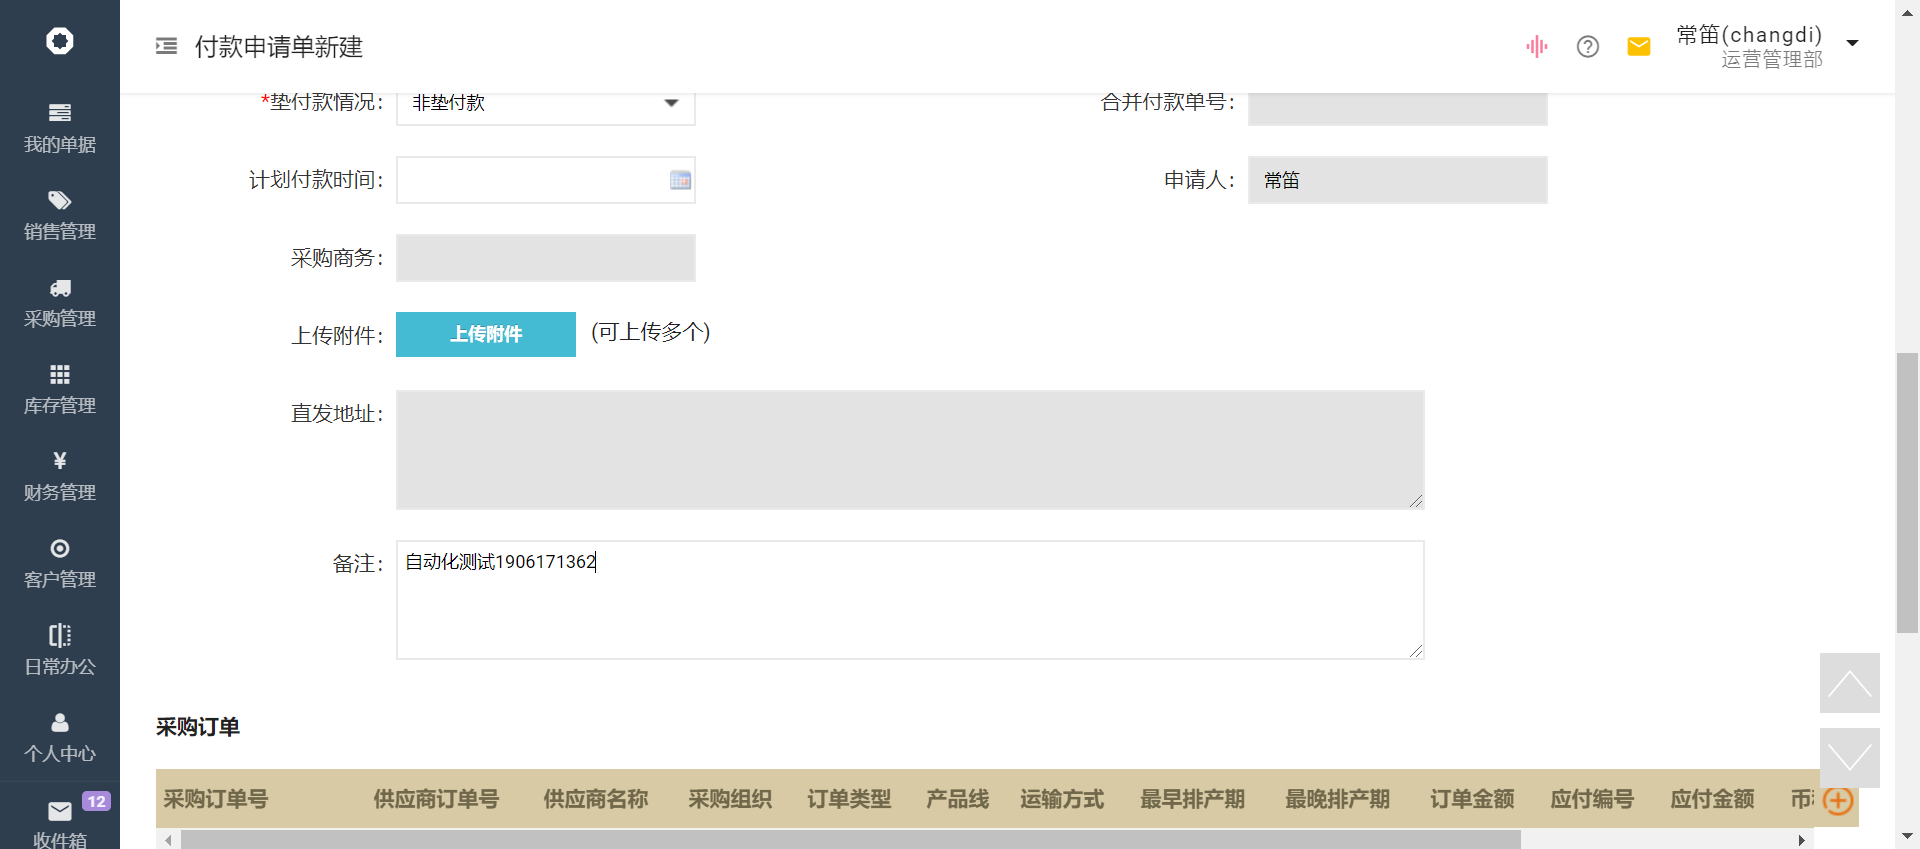 付款申请单新建
常笛(changdi)
运营管理部
我的单据
销售管理
采购管理
库存管理
财务管理
客户管理
日常办公
个人中心
12
收件箱
*垫付款情况:
非垫付款
合并付款单号:
计划付款时间:
申请人:
常笛
采购商务:
上传附件:
上传附件
(可上传多个)
直发地址:
备注:
自动化测试1906171362
采购订单
采购订单号 供应商订单号 供应商名称 采购组织 订单类型 产品线 运输方式 最早排产期 最晚排产期 订单金额 应付编号 应付金额 币